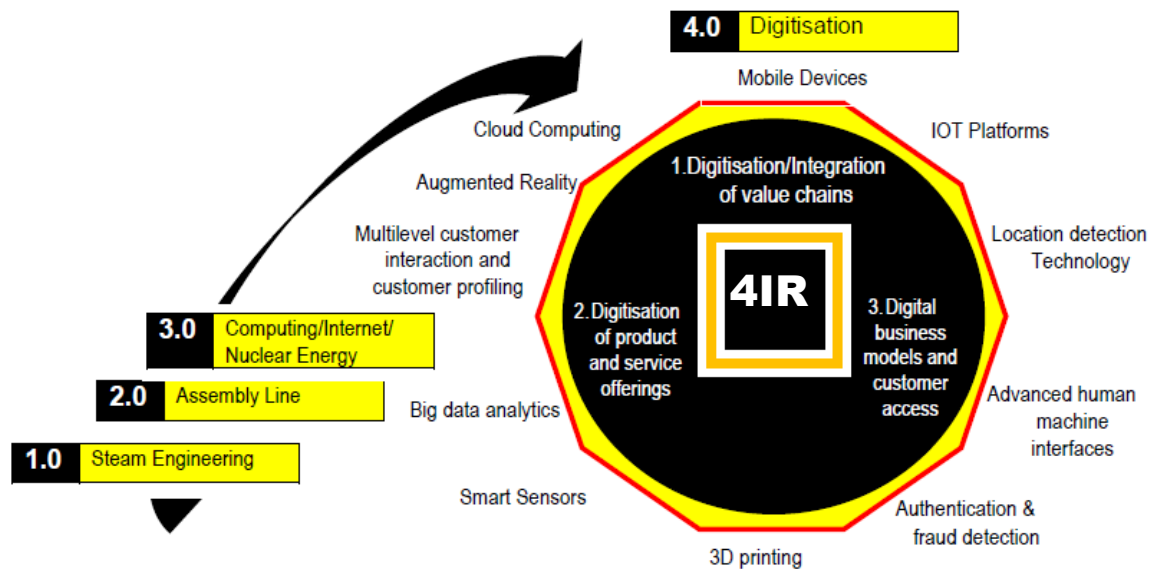 4.0 Digitisation
Mobile Devices
Cloud Computing
IOT Platforms
1.Digitisation/Integration
of value chains
Augmented Reality
Multilevel customer
interaction and
customer profiling
Location detection
Technology
4IR
2.Digitisation
of product
and service
offerings
3.Digital
business
models and
customer
access
3.0 Computing/Internet/
Nuclear Energy
2.0 Assembly Line
Big data analytics
Advanced human
machine
interfaces
1.0 Steam Engineering
Smart Sensors
Authentication &
fraud detection
3D printing